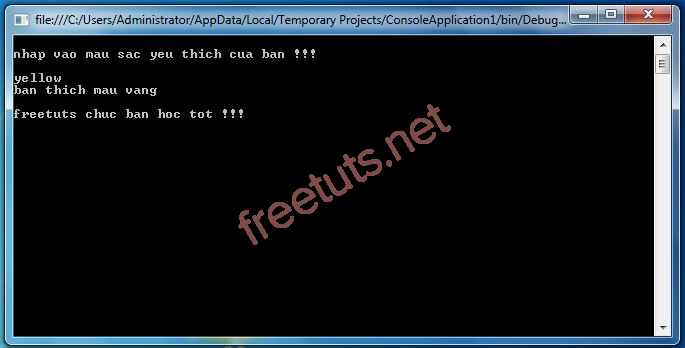 file:///C:/Users/Administrator/AppData/Local/Temporary Projects/ConsoleApplication1/bin/Debug...
nhap vao mau sac yeu thich cua ban !!!
yellow
ban thich mau vang
freetuts chuc ban hoc tot !!!
freetuts.net